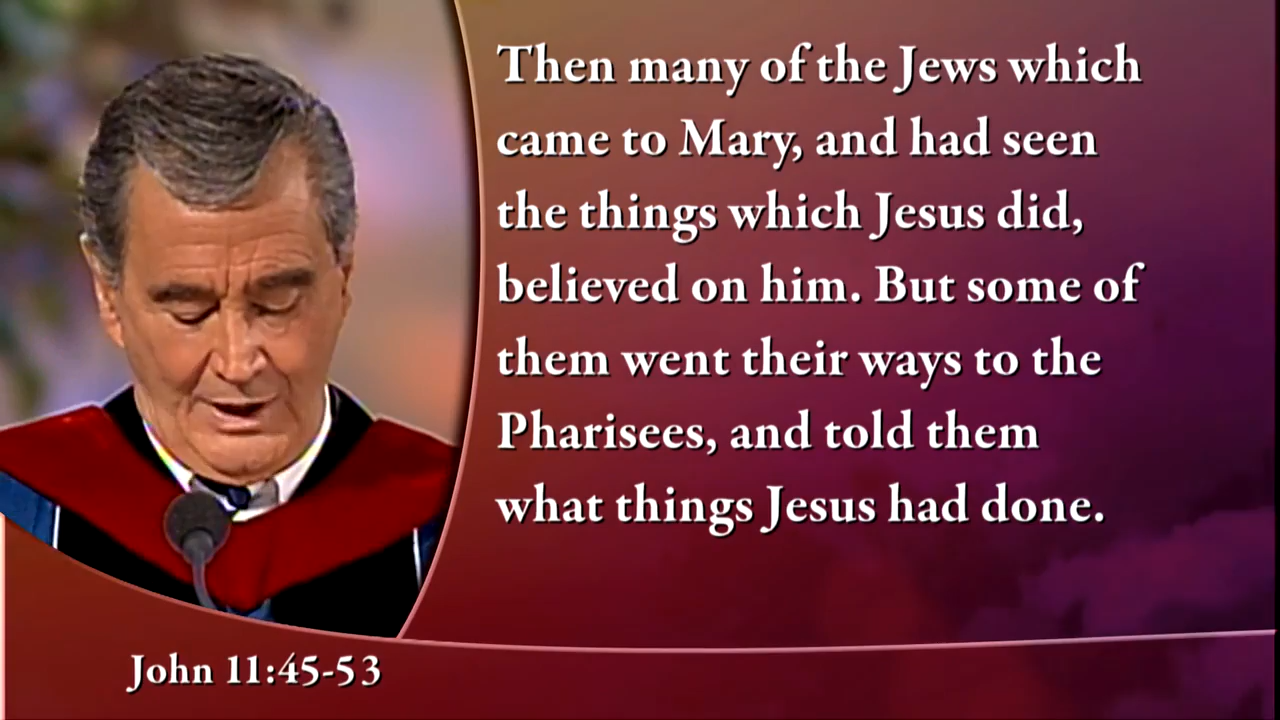 Then many of the Jews which
came to Mary, and had seen
the things which Jesus did,
believed on him. But some of
them went their ways to the
Pharisees, and told them
what things Jesus had done.
John 11:45-53